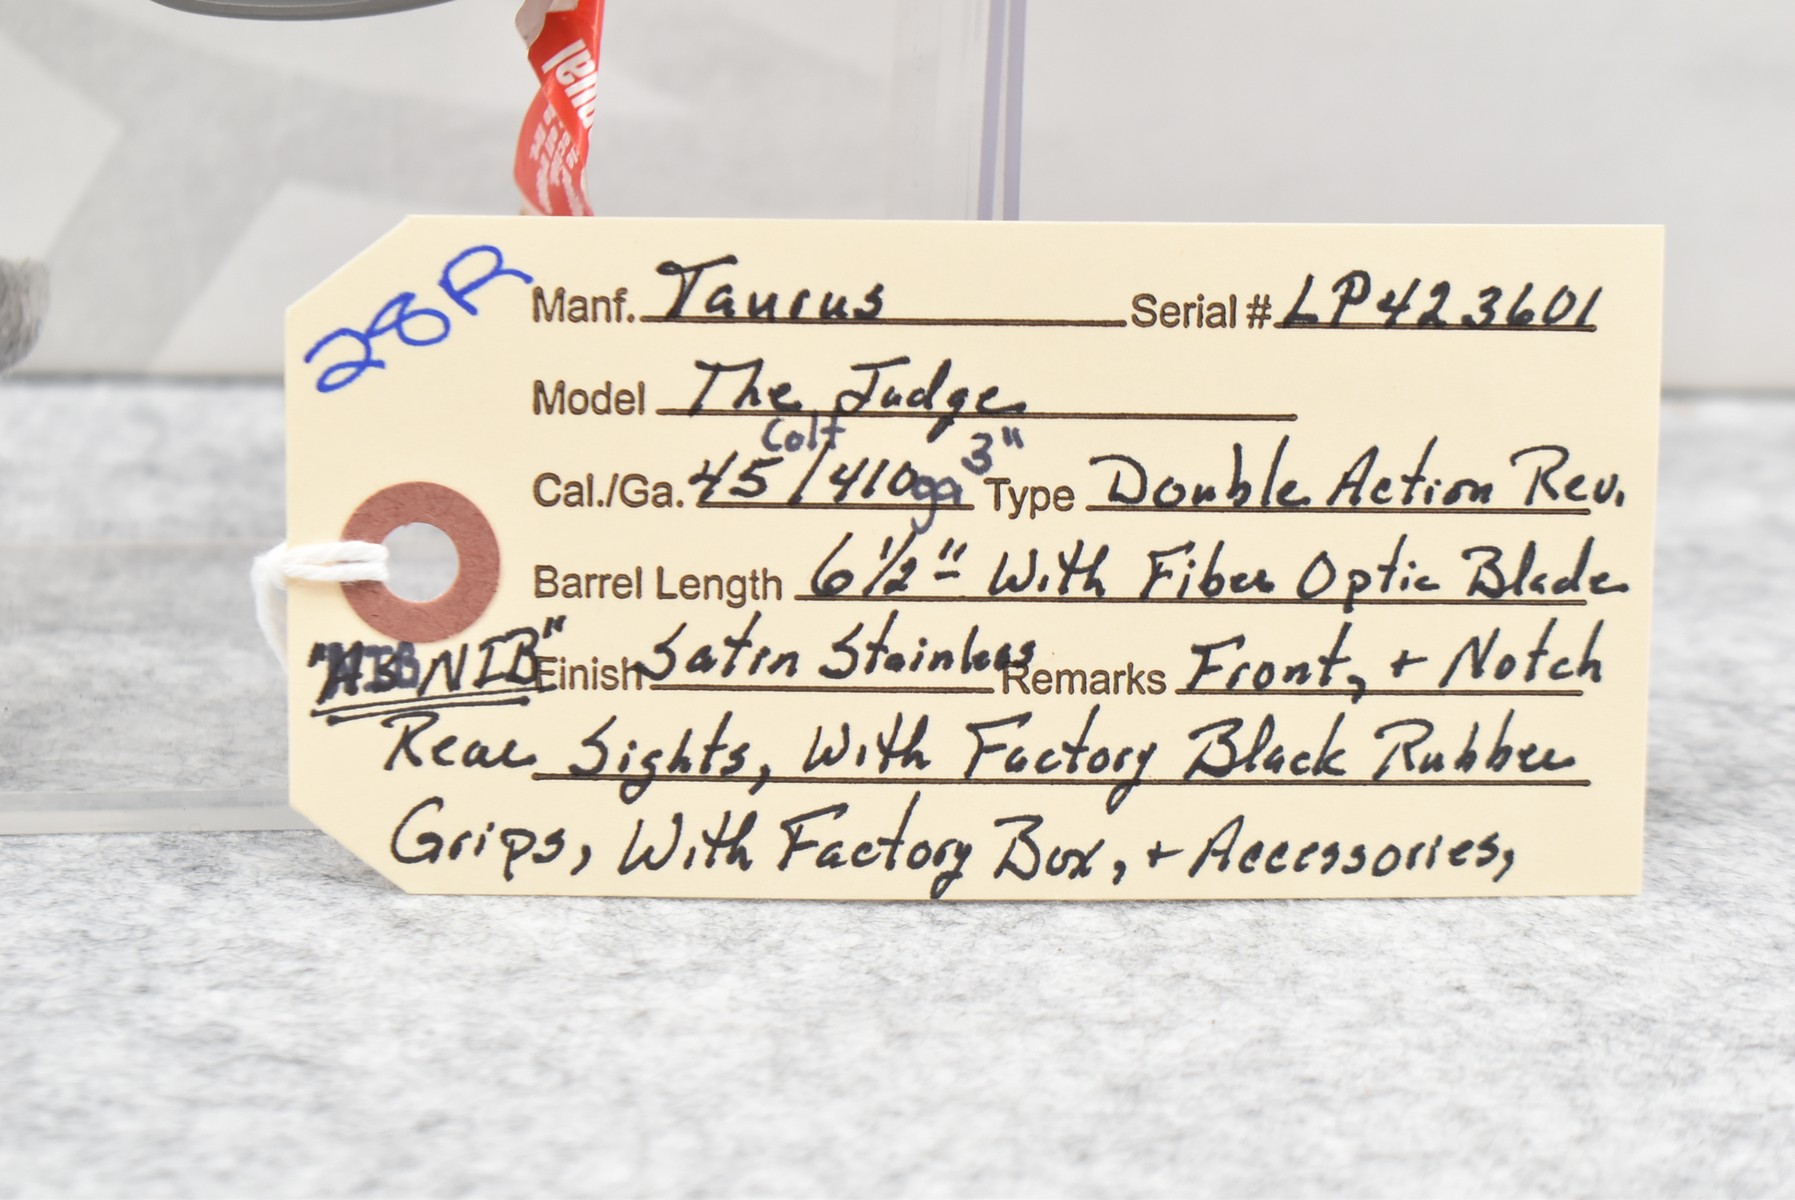 28R
Manf. Taurus Serial # LP423601
Model The Judge
Colt 3"
Cal./Ga. 45/410ga Type Double Action Rev.
Barrel Length 6 1/2" With Fiber Optic Blade
"AS NIB" Finish Satin Stainless Remarks Front, + Notch
Rear Sights, With Factory Black Rubber
Grips, With Factory Box, + Accessories,